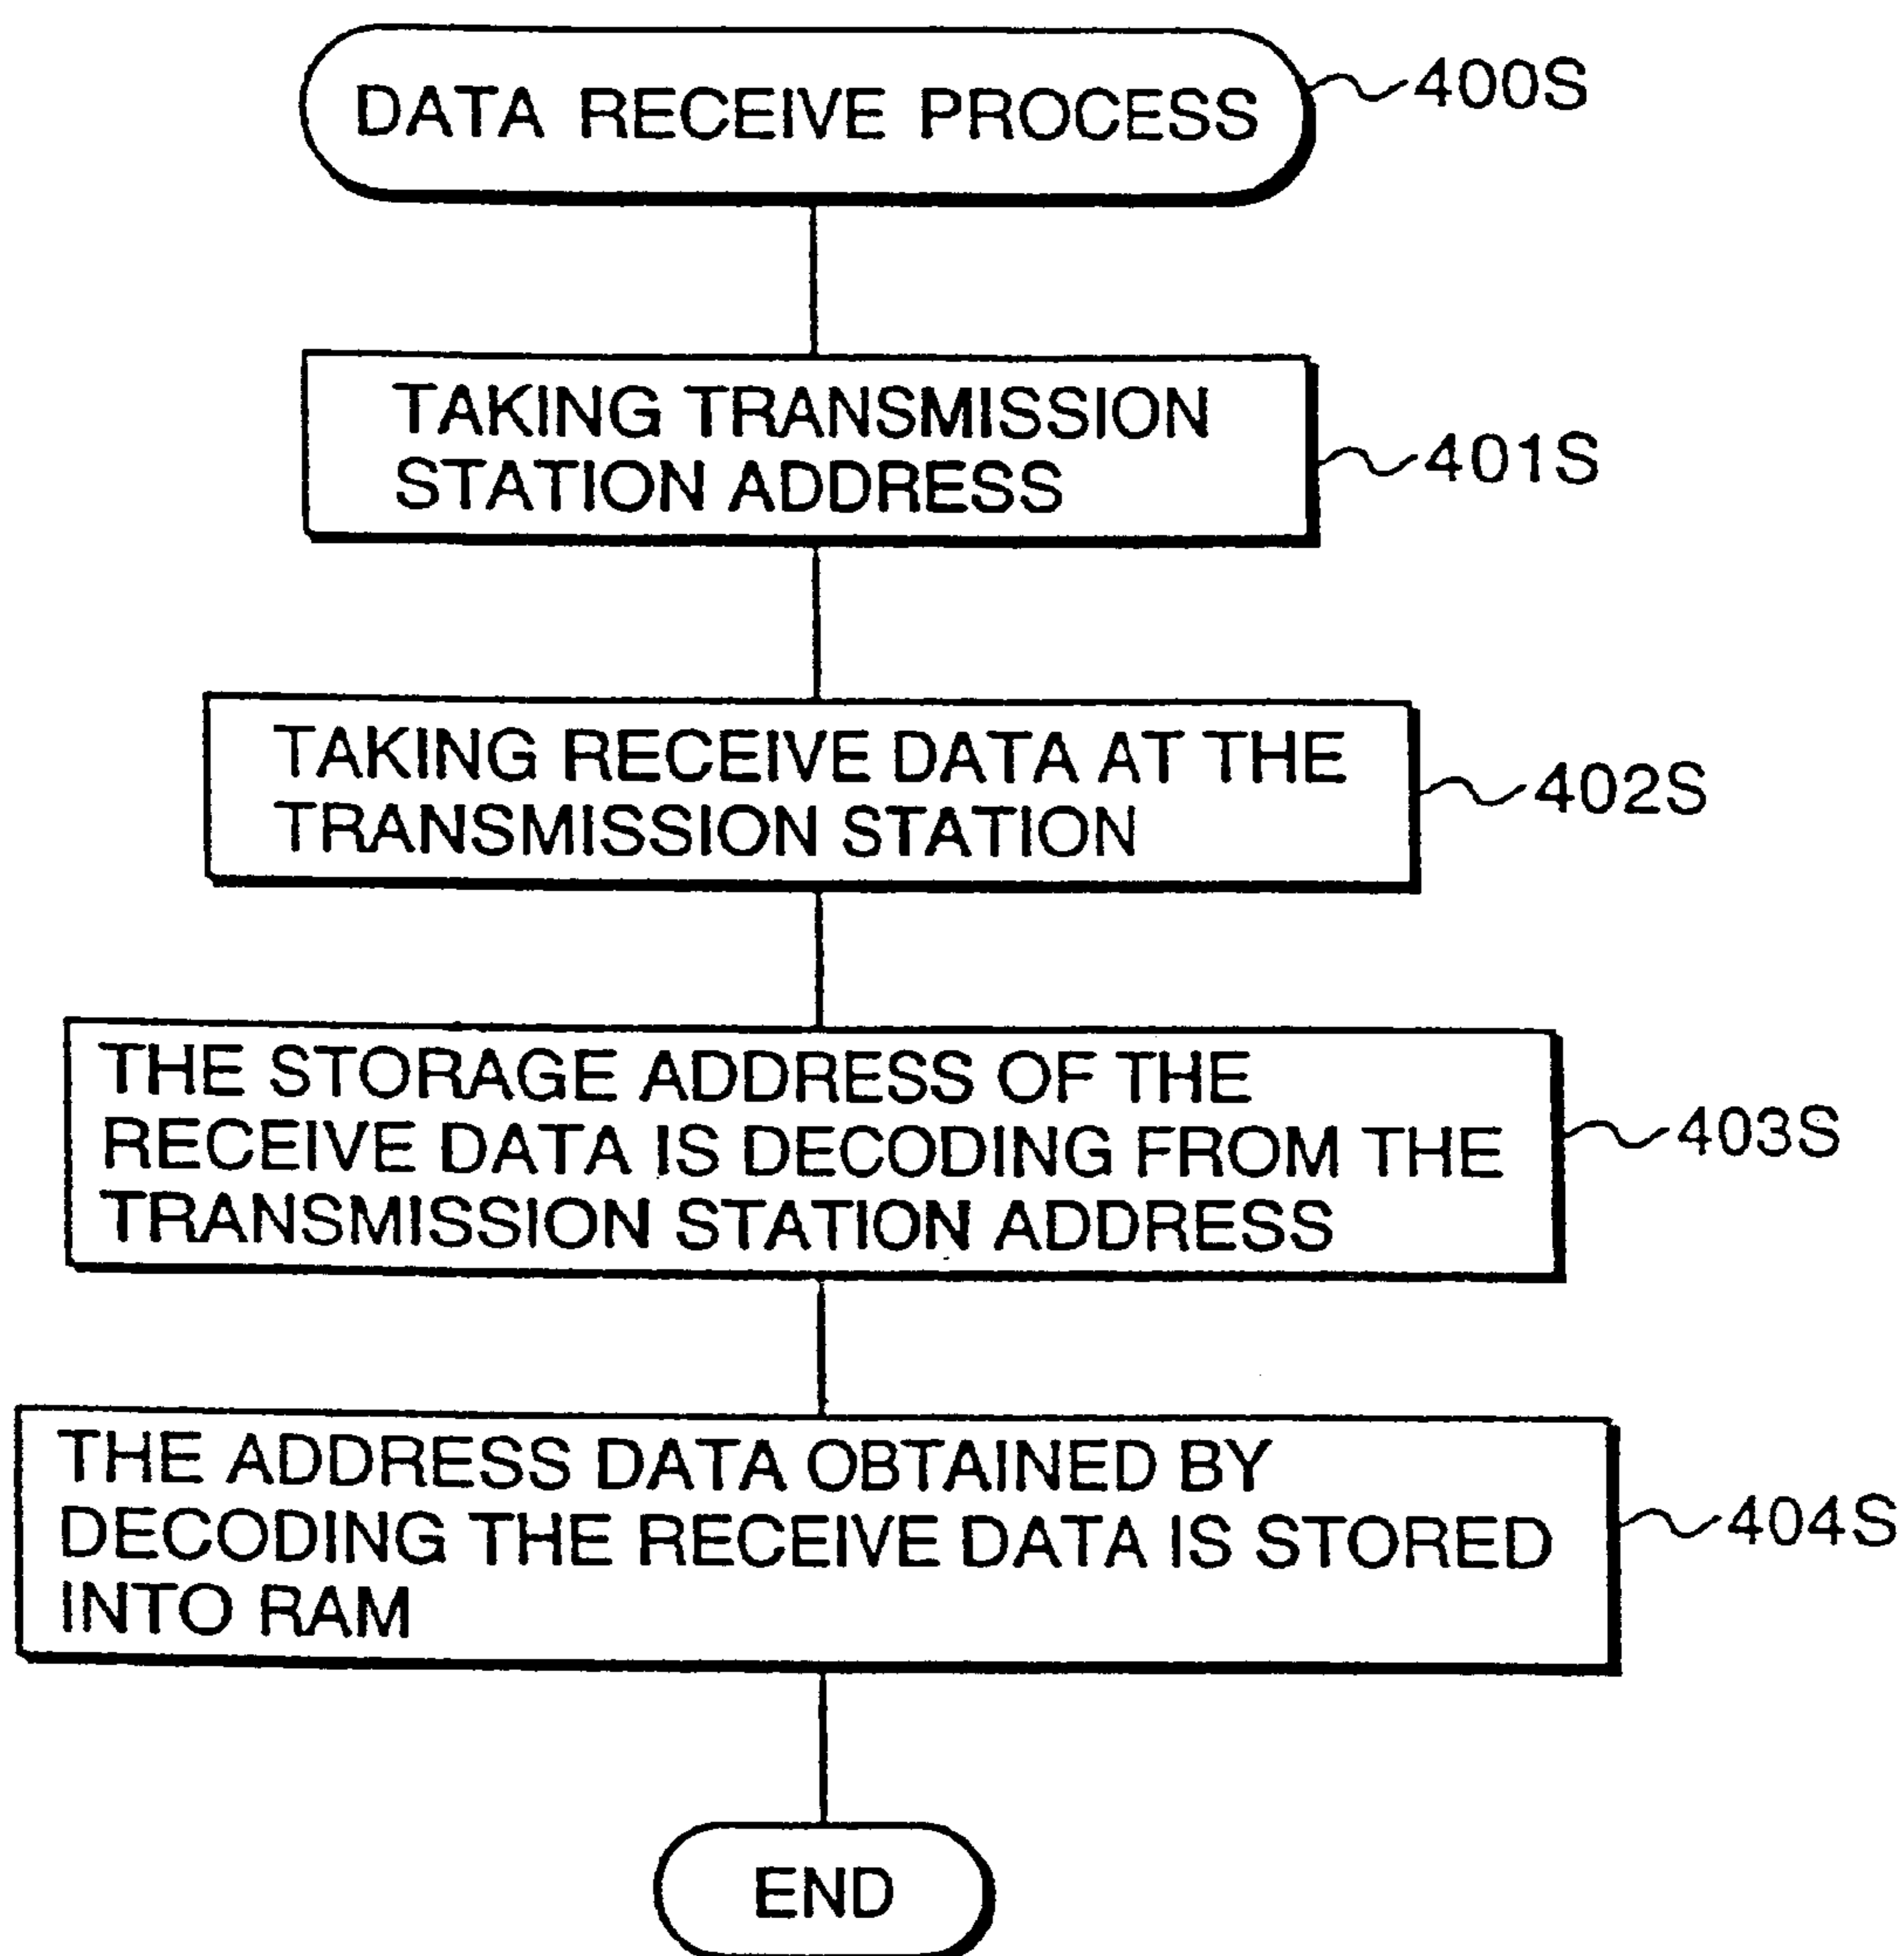 DATA RECEIVE PROCESS
400S
TAKING TRANSMISSION
STATION ADDRESS
401S
TAKING RECEIVE DATA AT THE
TRANSMISSION STATION
402S
THE STORAGE ADDRESS OF THE
RECEIVE DATA IS DECODING FROM THE
TRANSMISSION STATION ADDRESS
403S
THE ADDRESS DATA OBTAINED BY
DECODING THE RECEIVE DATA IS STORED
INTO RAM
404S
END